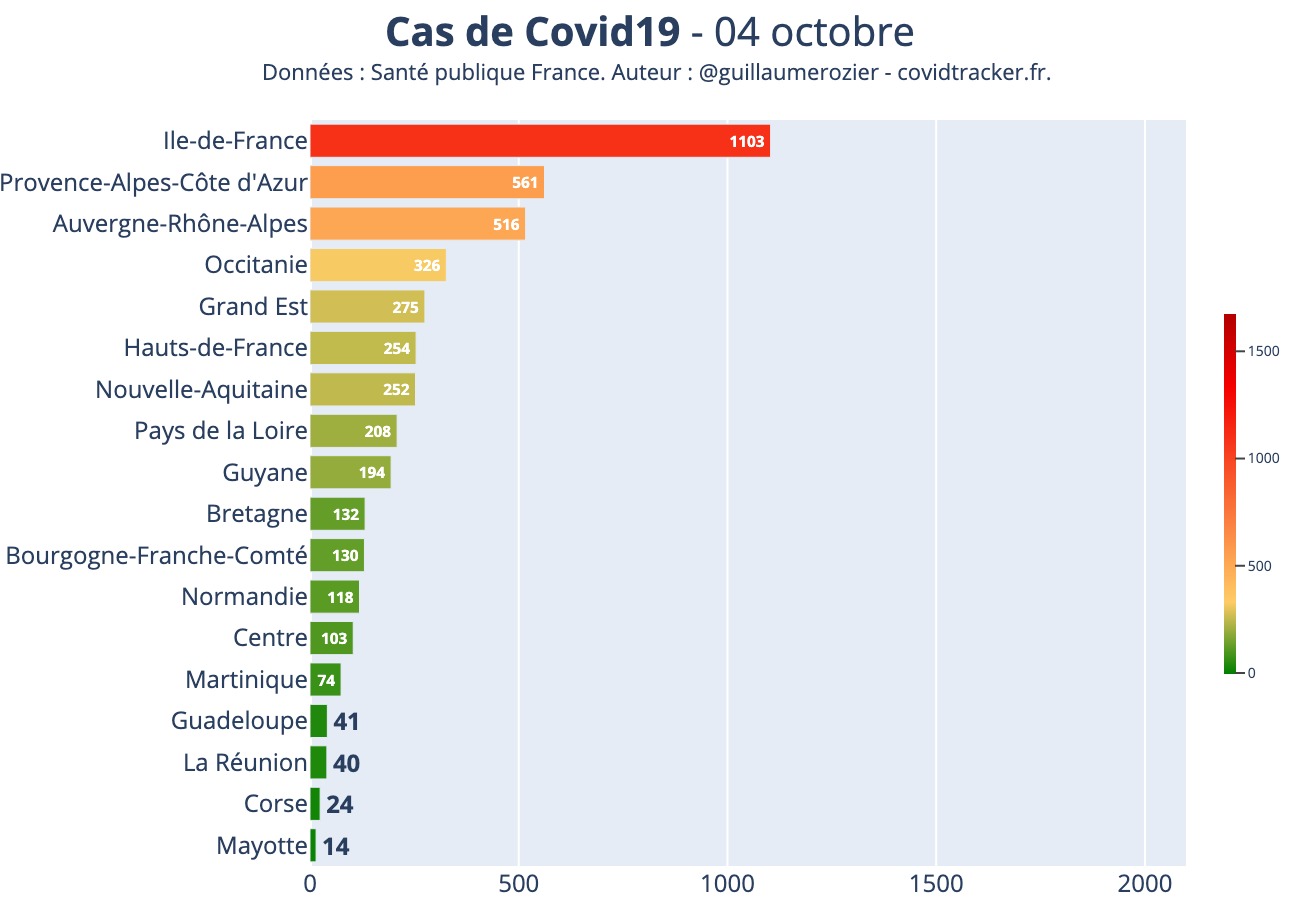 Cas de Covid19 - 04 octobre
Données : Santé publique France. Auteur : @guillaumerozier - covidtracker.fr.
Ile-de-France 1103
Provence-Alpes-Côte d'Azur 561
Auvergne-Rhône-Alpes 516
Occitanie 326
Grand Est 275
Hauts-de-France 254
Nouvelle-Aquitaine 252
Pays de la Loire 208
Guyane 194
Bretagne 132
Bourgogne-Franche-Comté 130
Normandie 118
Centre 103
Martinique 74
Guadeloupe 41
La Réunion 40
Corse 24
Mayotte 14
0 500 1000 1500 2000
1500
1000
500
0